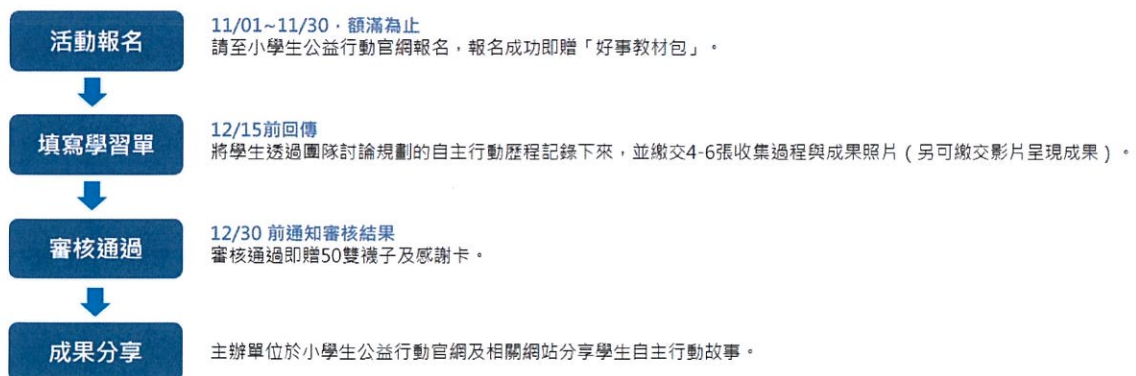 活動報名
11/01~11/30，額滿為止
請至小學生公益行動官網報名，報名成功即贈「好事教材包」。
填寫學習單
12/15前回傳
將學生透過團隊討論規劃的自主行動歷程記錄下來，並繳交4-6張收集過程與成果照片（另可繳交影片呈現成果）。
審核通過
12/30 前通知審核結果
審核通過即贈50雙襪子及感謝卡。
成果分享
主辦單位於小學生公益行動官網及相關網站分享學生自主行動故事。